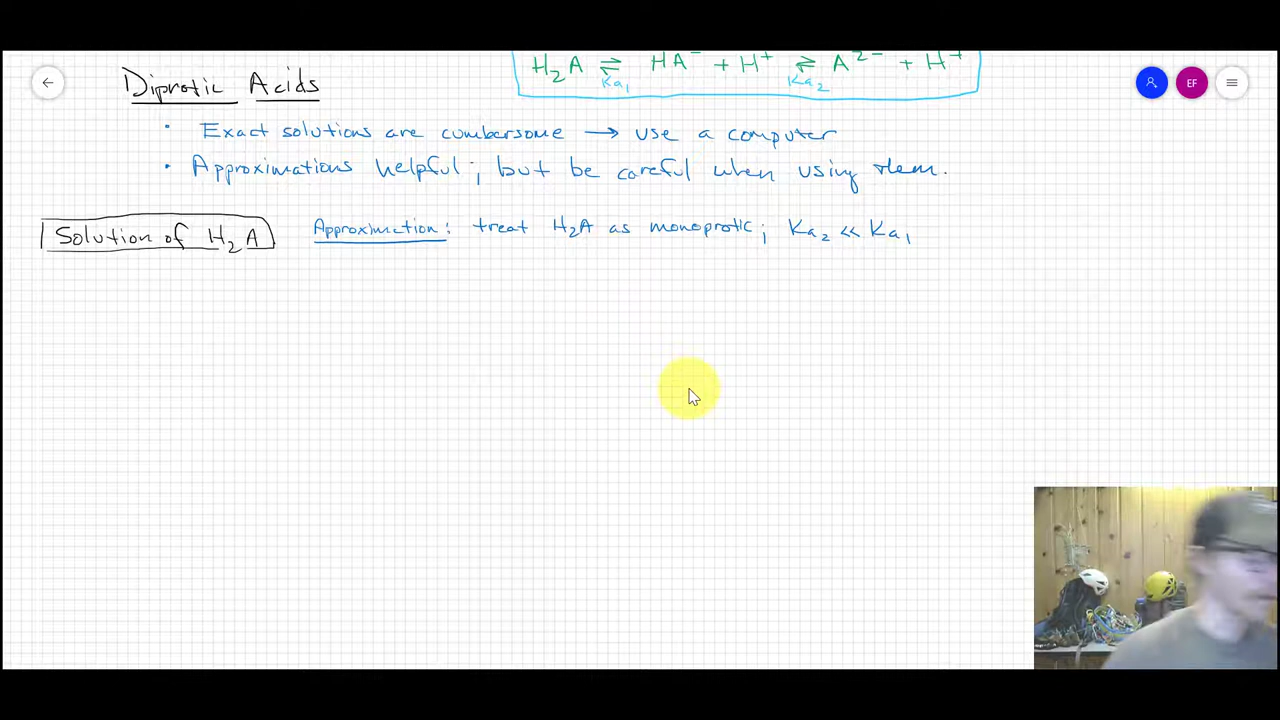 H₂A ⇌ HA⁻ + H⁺ ⇌ A²⁻ + H⁺
Ka₁ Ka₂
Diprotic Acids
EF
• Exact solutions are cumbersome → use a computer
• Approximations helpful; but be careful when using them.
Solution of H₂A Approximation: treat H₂A as monoprotic; Ka₂ << Ka₁